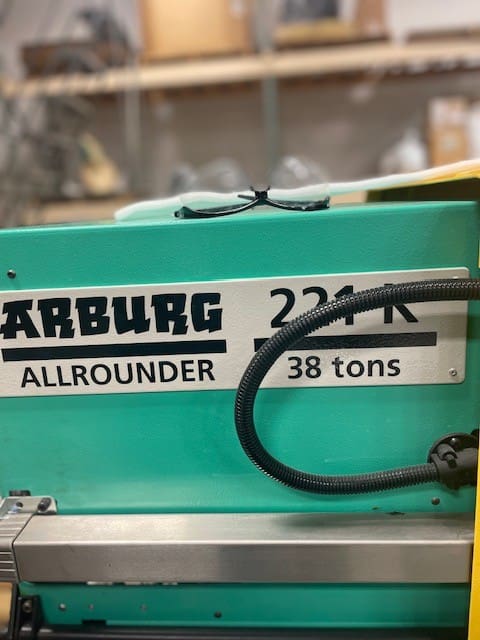 ARBURG
ALLROUNDER
221 K
38 tons